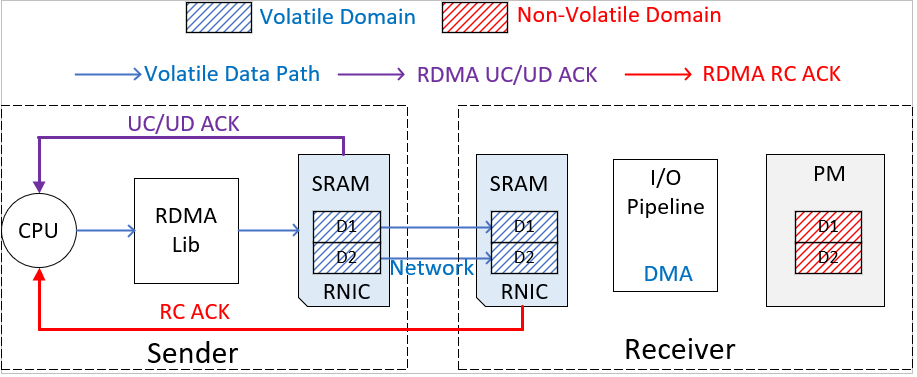 Volatile Domain
Non-Volatile Domain
Volatile Data Path
RDMA UC/UD ACK
RDMA RC ACK
UC/UD ACK
CPU
RDMA
Lib
SRAM
D1
D2
RNIC
Network
RC ACK
Sender
SRAM
D1
D2
RNIC
I/O
Pipeline
DMA
PM
D1
D2
Receiver